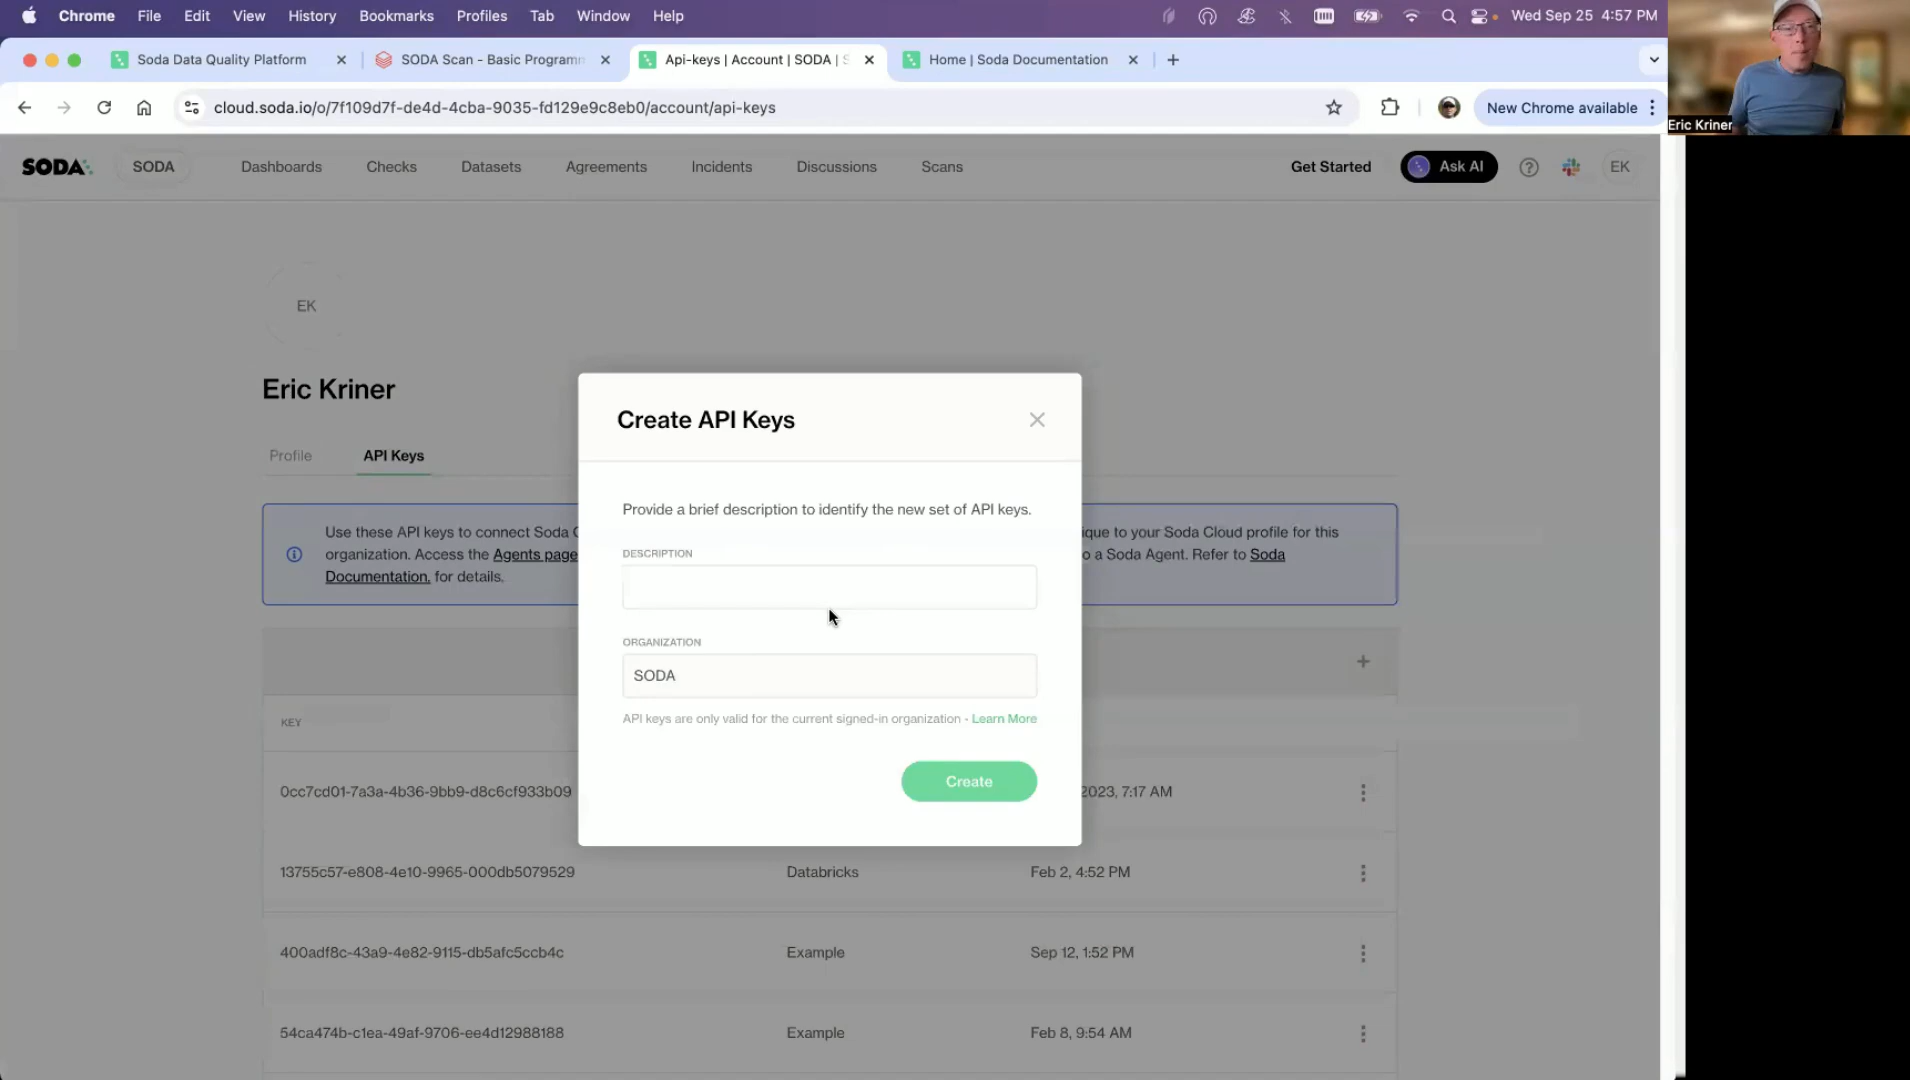 Chrome File Edit View History Bookmarks Profiles Tab Window Help Wed Sep 25 4:57 PM
Soda Data Quality Platform SODA Scan - Basic Programm Api-keys | Account | SODA | S Home | Soda Documentation
cloud.soda.io/o/7f109d7f-de4d-4cba-9035-fd129e9c8eb0/account/api-keys New Chrome available
Eric Kriner
SODA SODA Dashboards Checks Datasets Agreements Incidents Discussions Scans Get Started Ask AI EK
EK
Eric Kriner
Profile API Keys
Use these API keys to connect Soda C
ique to your Soda Cloud profile for this
organization. Access the Agents page
o a Soda Agent. Refer to Soda
Documentation. for details.
Create API Keys
Provide a brief description to identify the new set of API keys.
DESCRIPTION
ORGANIZATION
SODA
API keys are only valid for the current signed-in organization - Learn More
Create
KEY
0cc7cd01-7a3a-4b36-9bb9-d8c6cf933b09 2023, 7:17 AM
13755c57-e808-4e10-9965-000db5079529 Databricks Feb 2, 4:52 PM
400adf8c-43a9-4e82-9115-db5afc5ccb4c Example Sep 12, 1:52 PM
54ca474b-c1ea-49af-9706-ee4d12988188 Example Feb 8, 9:54 AM